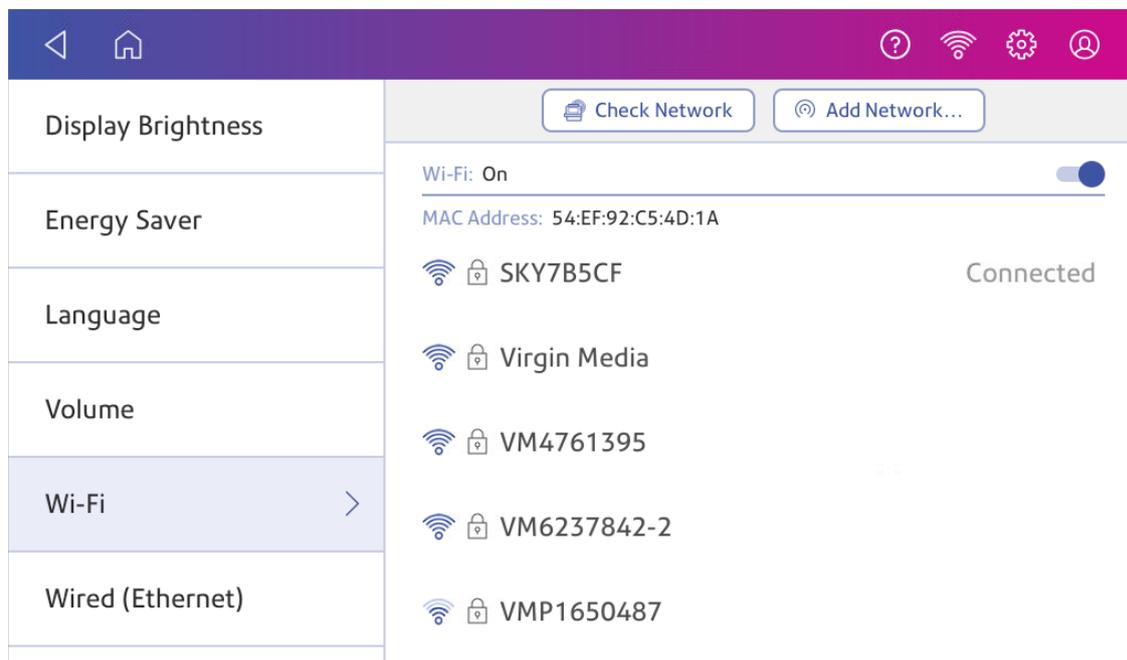 Check Network
Add Network...
Display Brightness
Energy Saver
Language
Volume
Wi-Fi
Wired (Ethernet)
Wi-Fi: On
MAC Address: 54:EF:92:C5:4D:1A
SKY7B5CF Connected
Virgin Media
VM4761395
VM6237842-2
VMP1650487